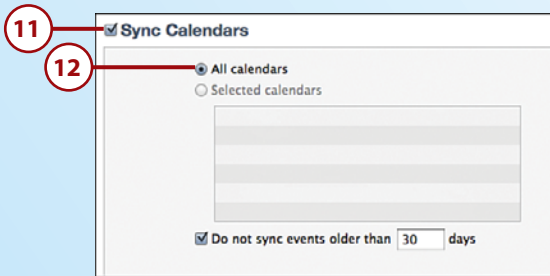 11 Sync Calendars
12 All calendars
Selected calendars
Do not sync events older than 30 days